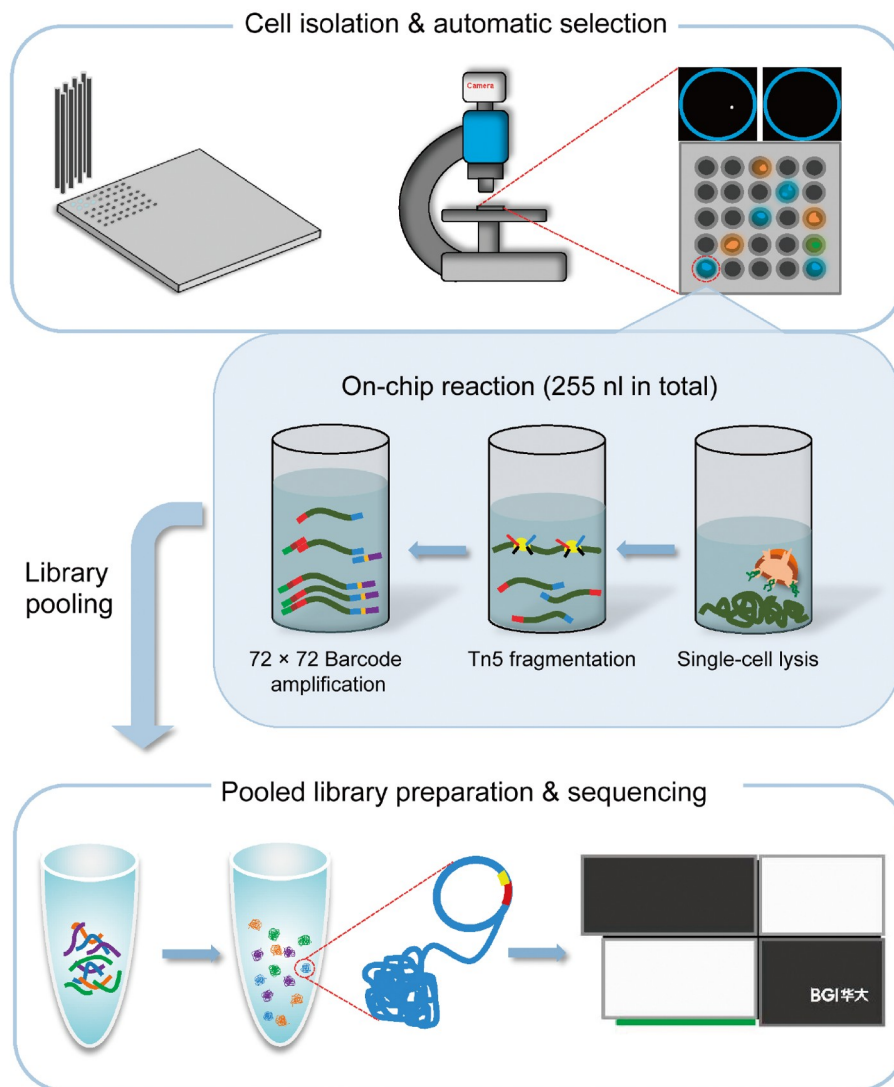 Cell isolation & automatic selection
Camera
On-chip reaction (255 nl in total)
Library
pooling
72 × 72 Barcode
amplification
Tn5 fragmentation
Single-cell lysis
Pooled library preparation & sequencing
BGI华大